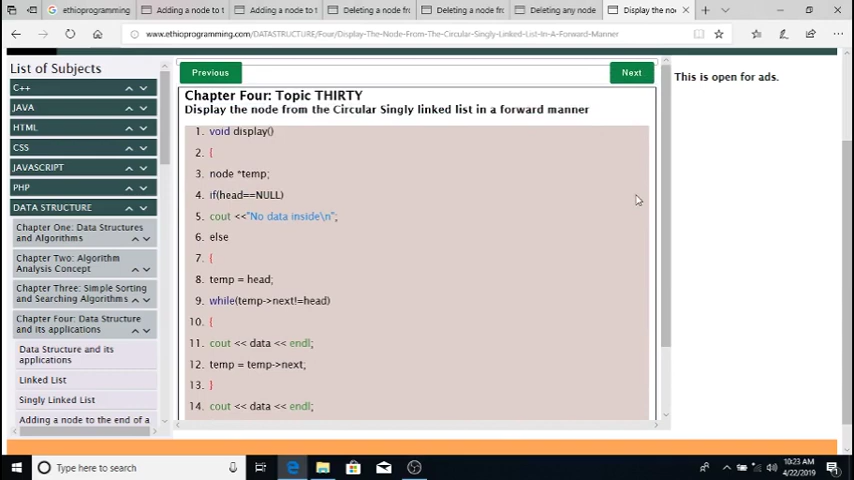 ethioprogramming
Adding a node to t
Adding a node to t
Deleting a node fro
Deleting a node fro
Deleting any node
Display the no
www.ethioprogramming.com/DATASTRUCTURE/Four/Display-The-Node-From-The-Circular-Singly-Linked-List-In-A-Forward-Manner
List of Subjects
C++
JAVA
HTML
CSS
JAVASCRIPT
PHP
DATA STRUCTURE
Chapter One: Data Structures
and Algorithms
Chapter Two: Algorithm
Analysis Concept
Chapter Three: Simple Sorting
and Searching Algorithms
Chapter Four: Data Structure
and its applications
Data Structure and its
applications
Linked List
Singly Linked List
Adding a node to the end of a
Previous
Next
Chapter Four: Topic THIRTY
Display the node from the Circular Singly linked list in a forward manner
1. void display()
2. {
3. node *temp;
4. if(head==NULL)
5. cout <<"No data inside\n";
6. else
7. {
8. temp = head;
9. while(temp->next!=head)
10. {
11. cout << data << endl;
12. temp = temp->next;
13. }
14. cout << data << endl;
This is open for ads.
Type here to search
10:23 AM
4/22/2019